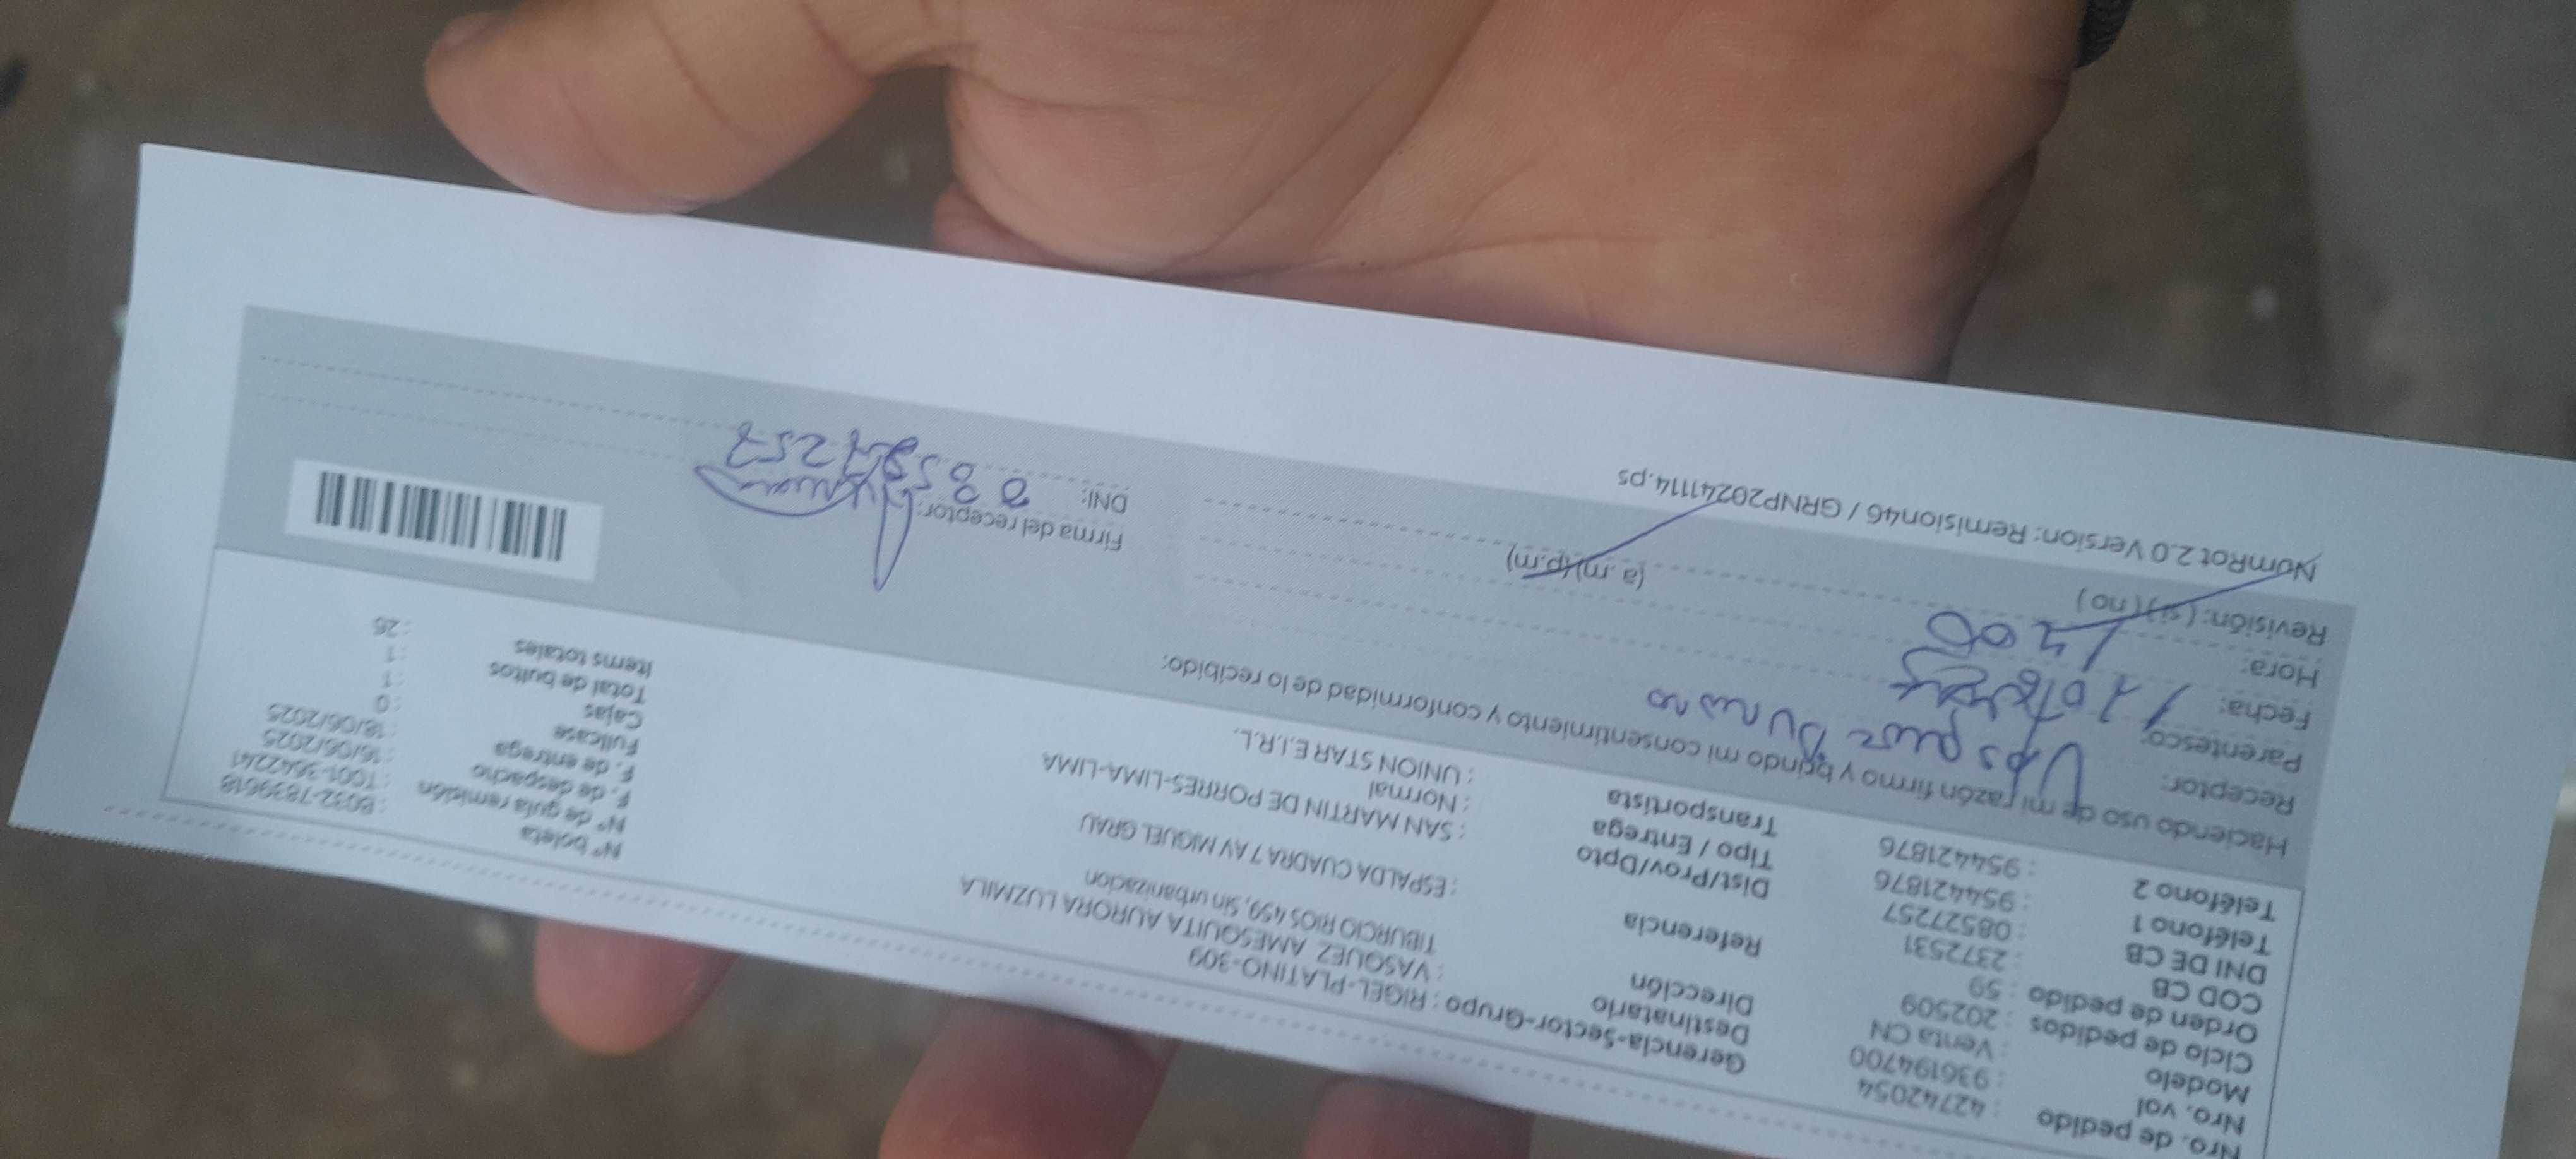 Nro. de pedido : 42742054
Nro. vol : 936194700
Modelo : Venta CN
Ciclo de pedidos : 202509
Orden de pedido : 59
COD CB : 2372531
DNI DE CB : 08527257
Teléfono 1 : 954421876
Teléfono 2 : 954421876
Gerencia-Sector-Grupo : RIGEL-PLATINO-309
Destinatario : VASQUEZ AMESQUITA AURORA LUZMILA
Dirección TIBURCIO RIOS 459, Sin urbanizacion
Referencia : ESPALDA CUADRA 7 AV MIGUEL GRAU
Dist/Prov/Dpto : SAN MARTIN DE PORRES-LIMA-LIMA
Tipo / Entrega : Normal
Transportista : UNION STAR E.I.R.L.
N° boleta : B032-7839618
N° de guía remisión : T001-3642241
F. de despacho : 16/06/2025
F. de entrega : 18/06/2025
Fullcase : 0
Cajas : 1
Total de bultos : 1
Items totales : 26
Haciendo uso de mi razón firmo y brindo mi consentimiento y conformidad de lo recibido:
Receptor:
Parentesco:
Fecha:
Hora: (a.m) (p.m)
Revisión: (si) (no)
Firma del receptor:
DNI:
NumRot 2.0 Version: Remision46 / GRNP20241114.ps